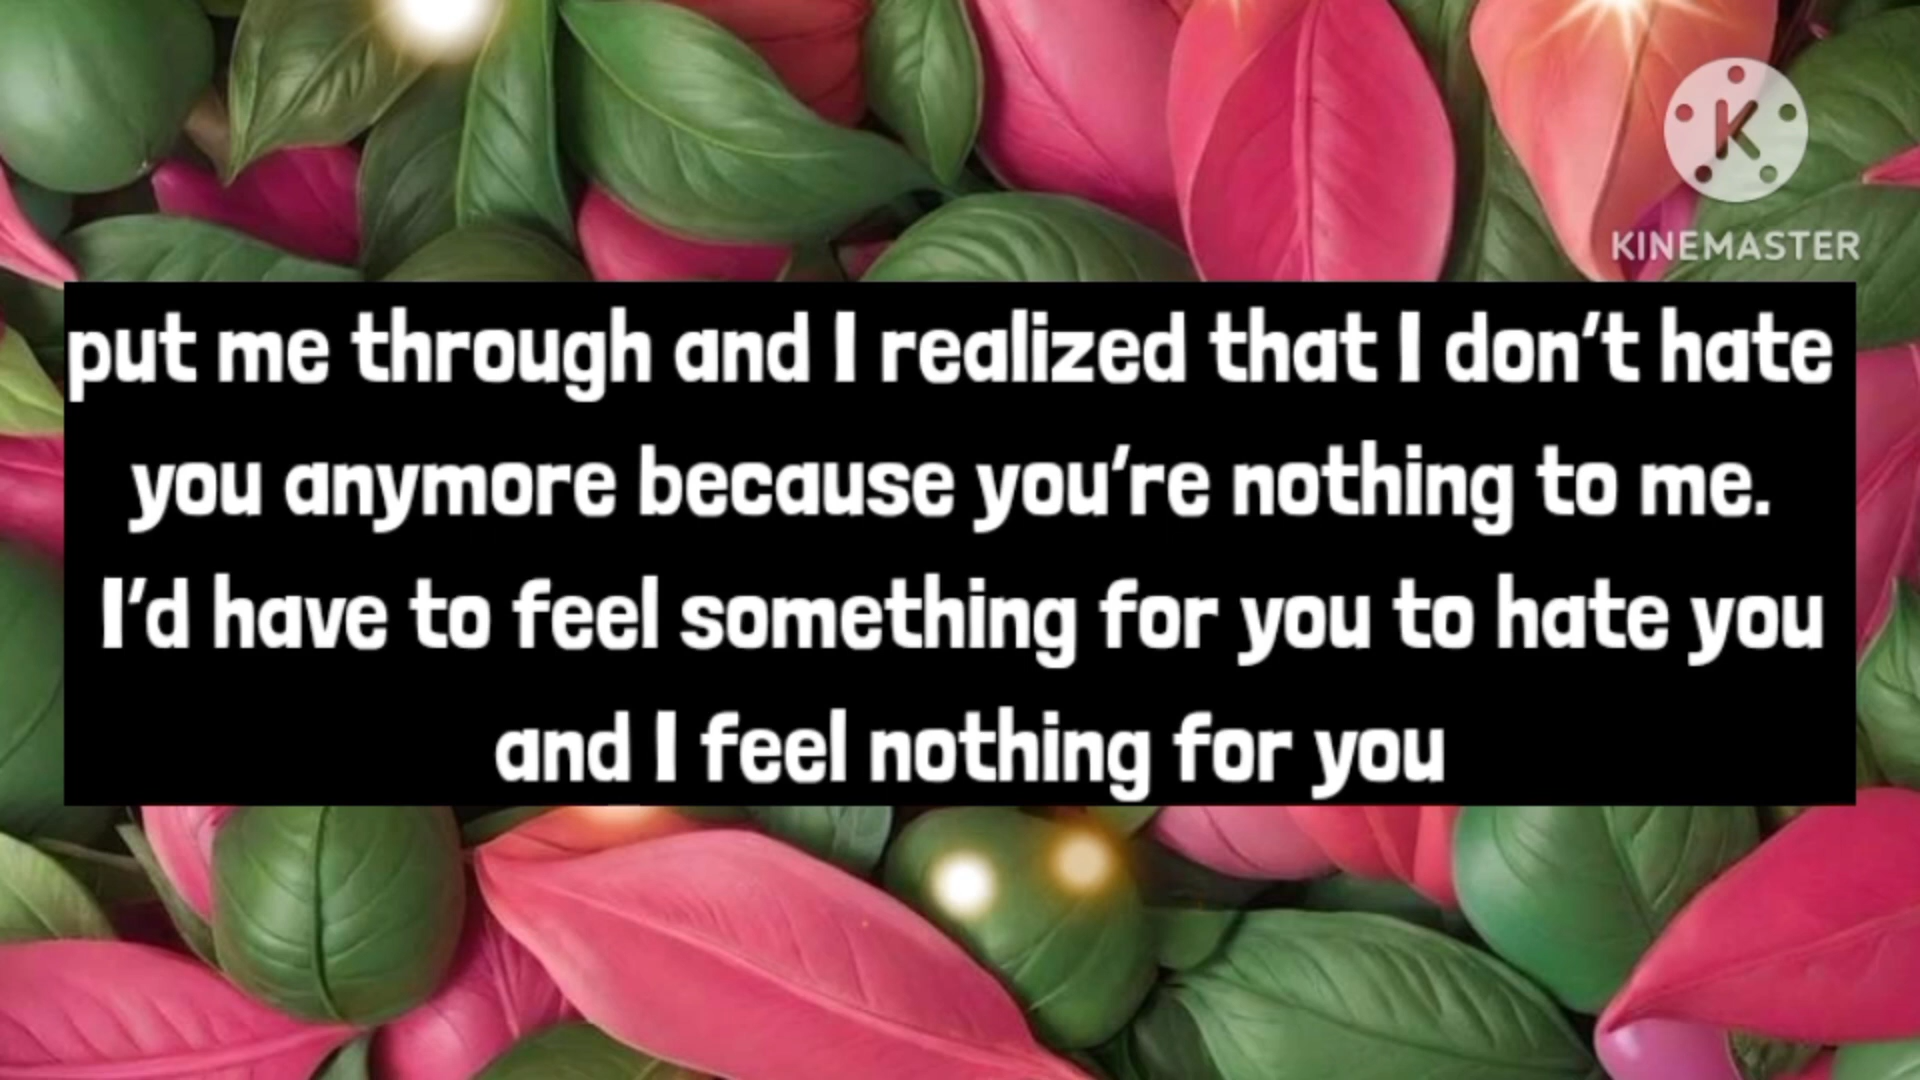 K
KINEMASTER
put me through and I realized that I don't hate
you anymore because you're nothing to me.
I'd have to feel something for you to hate you
and I feel nothing for you